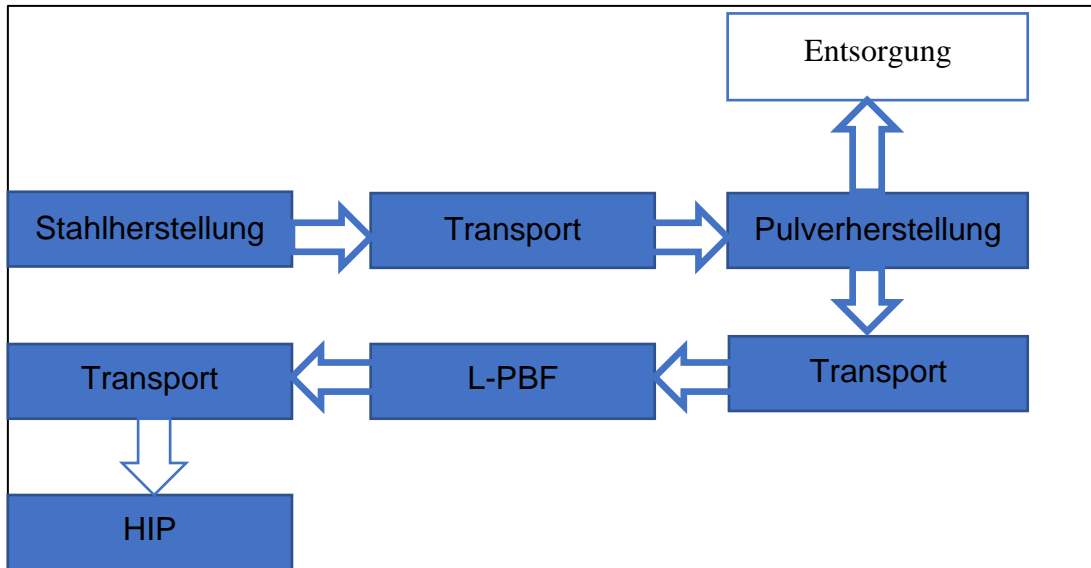 Entsorgung
Stahlherstellung
Transport
Pulverherstellung
Transport
L-PBF
Transport
HIP